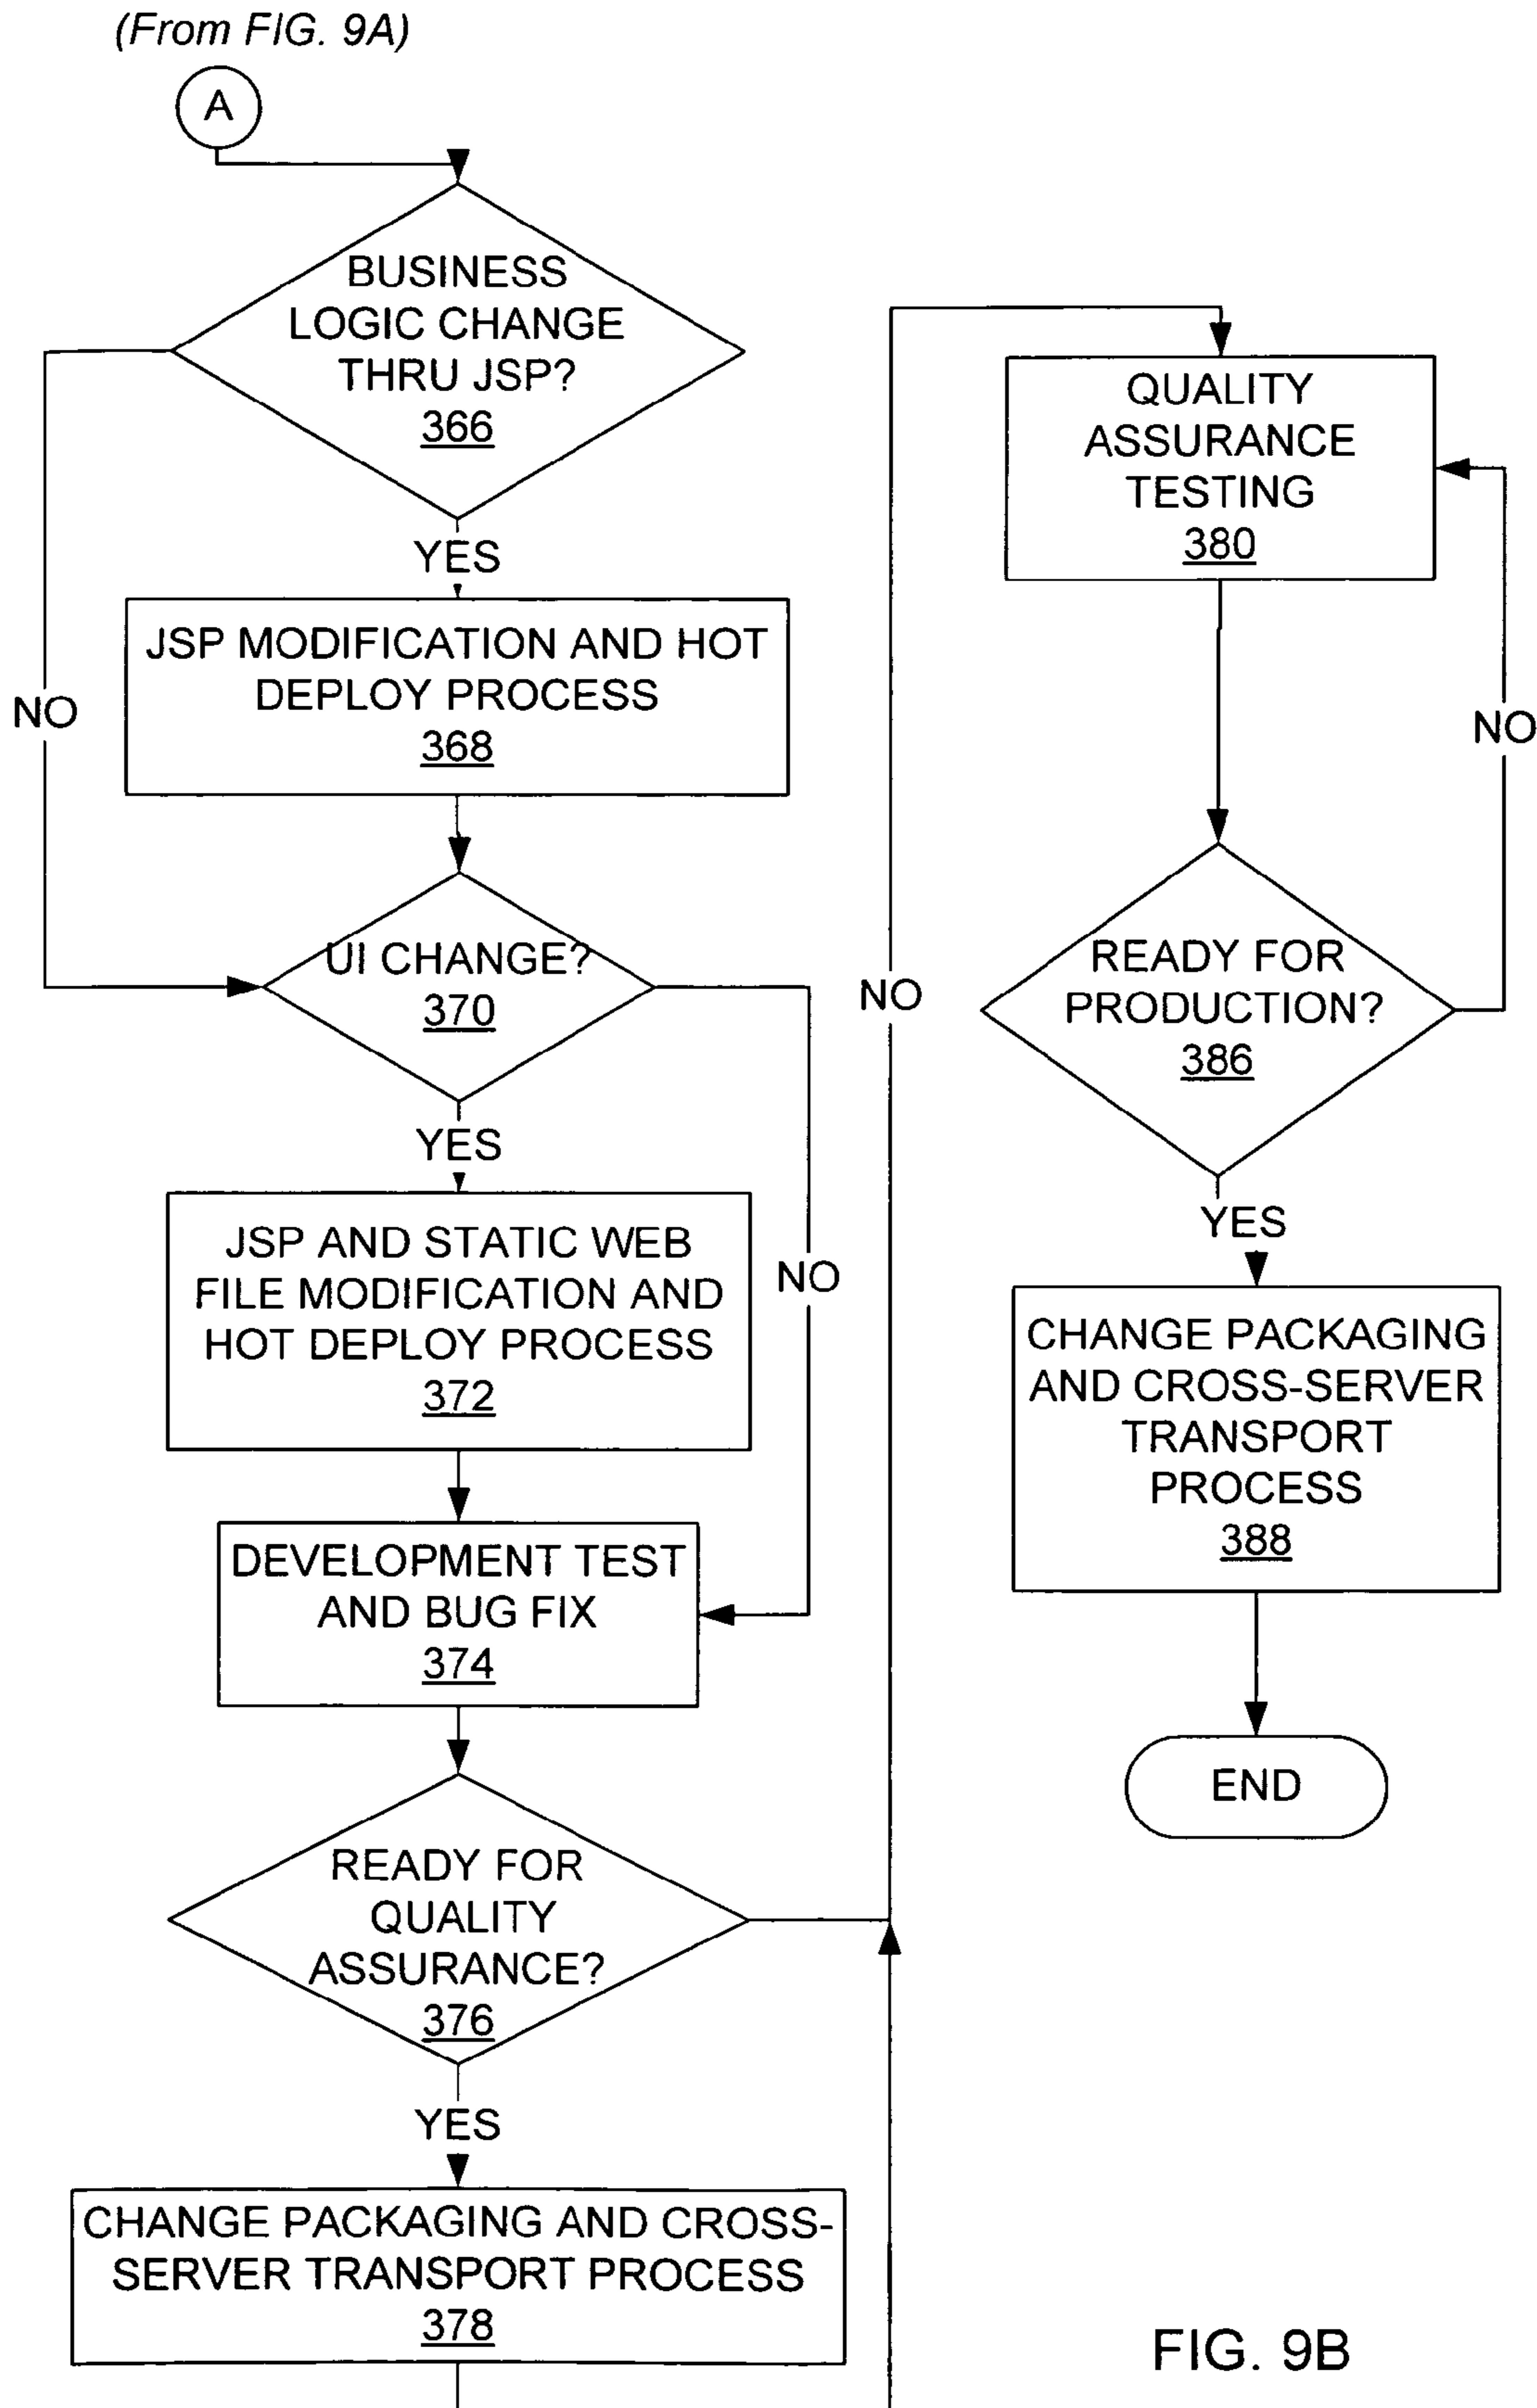 (From FIG. 9A)
A
BUSINESS
LOGIC CHANGE
THRU JSP?
366
YES
NO
JSP MODIFICATION AND HOT
DEPLOY PROCESS
368
UI CHANGE?
370
YES
NO
JSP AND STATIC WEB
FILE MODIFICATION AND
HOT DEPLOY PROCESS
372
DEVELOPMENT TEST
AND BUG FIX
374
READY FOR
QUALITY
ASSURANCE?
376
YES
NO
CHANGE PACKAGING AND CROSS-
SERVER TRANSPORT PROCESS
378
QUALITY
ASSURANCE
TESTING
380
NO
READY FOR
PRODUCTION?
386
YES
CHANGE PACKAGING
AND CROSS-SERVER
TRANSPORT
PROCESS
388
END
FIG. 9B